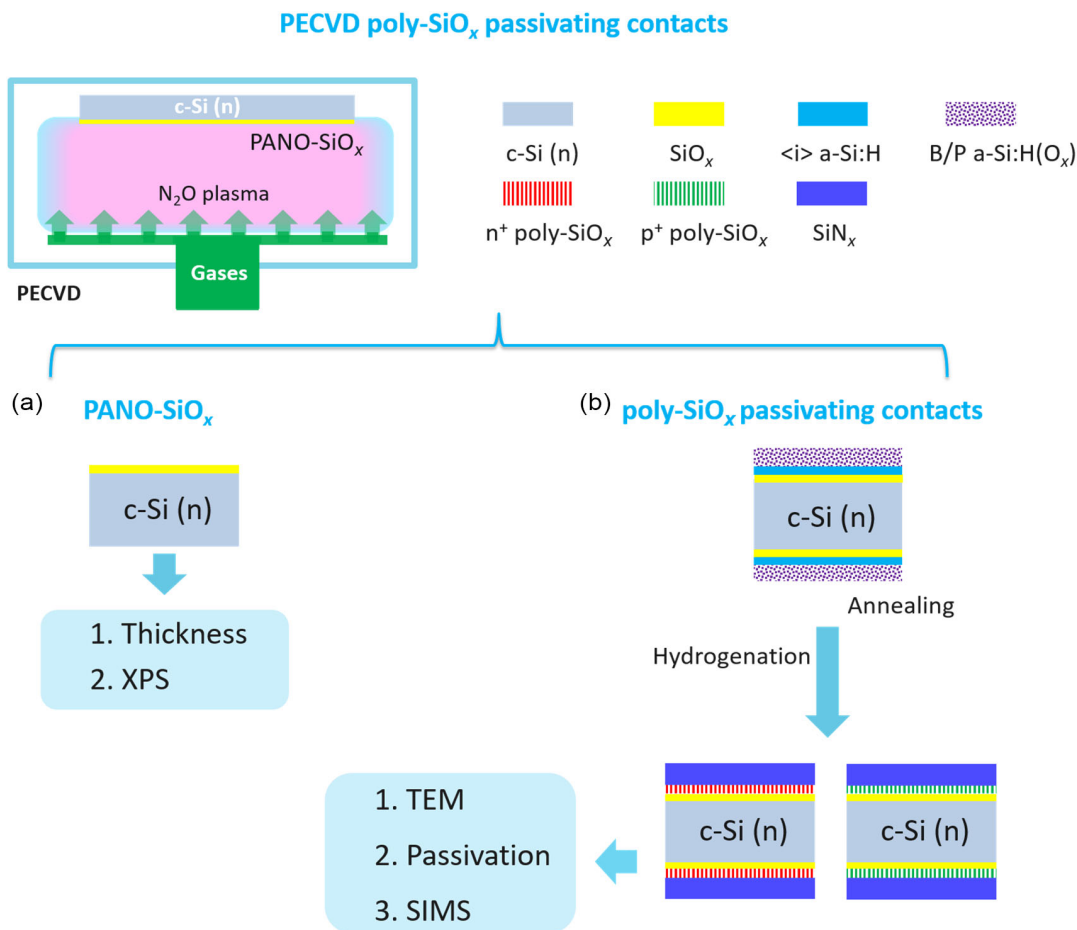 PECVD poly-SiOx passivating contacts
c-Si (n)
PANO-SiOx
N2O plasma
Gases
PECVD
c-Si (n)
SiOx
<i> a-Si:H
B/P a-Si:H(Ox)
n+ poly-SiOx
p+ poly-SiOx
SiNx
(a)
PANO-SiOx
c-Si (n)
1. Thickness
2. XPS
(b)
poly-SiOx passivating contacts
c-Si (n)
Annealing
Hydrogenation
c-Si (n)
c-Si (n)
1. TEM
2. Passivation
3. SIMS